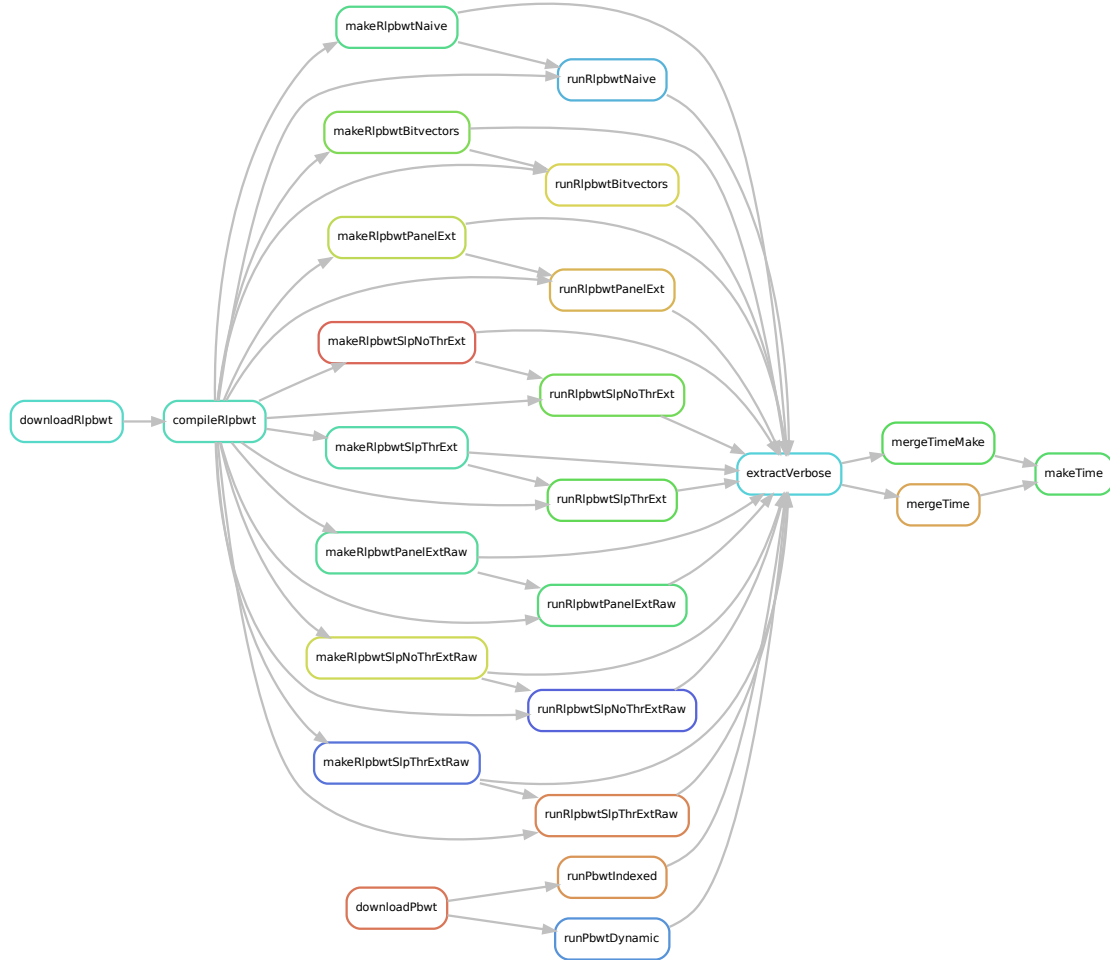 makeRlpbwtNaive
runRlpbwtNaive
makeRlpbwtBitvectors
runRlpbwtBitvectors
makeRlpbwtPanelExt
runRlpbwtPanelExt
makeRlpbwtSlpNoThrExt
runRlpbwtSlpNoThrExt
downloadRlpbwt
compileRlpbwt
makeRlpbwtSlpThrExt
runRlpbwtSlpThrExt
extractVerbose
mergeTimeMake
mergeTime
makeTime
makeRlpbwtPanelExtRaw
runRlpbwtPanelExtRaw
makeRlpbwtSlpNoThrExtRaw
runRlpbwtSlpNoThrExtRaw
makeRlpbwtSlpThrExtRaw
runRlpbwtSlpThrExtRaw
runPbwtIndexed
downloadPbwt
runPbwtDynamic